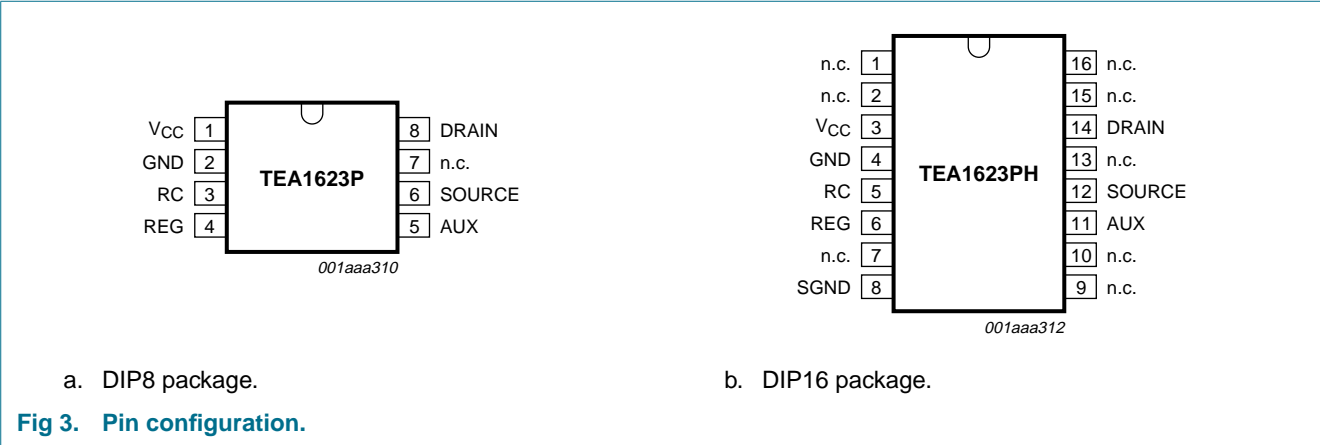 VCC 1
GND 2
RC 3
REG 4
TEA1623P
8 DRAIN
7 n.c.
6 SOURCE
5 AUX
001aaa310
n.c. 1
n.c. 2
VCC 3
GND 4
RC 5
REG 6
n.c. 7
SGND 8
TEA1623PH
16 n.c.
15 n.c.
14 DRAIN
13 n.c.
12 SOURCE
11 AUX
10 n.c.
9 n.c.
001aaa312
a. DIP8 package.
b. DIP16 package.
Fig 3. Pin configuration.